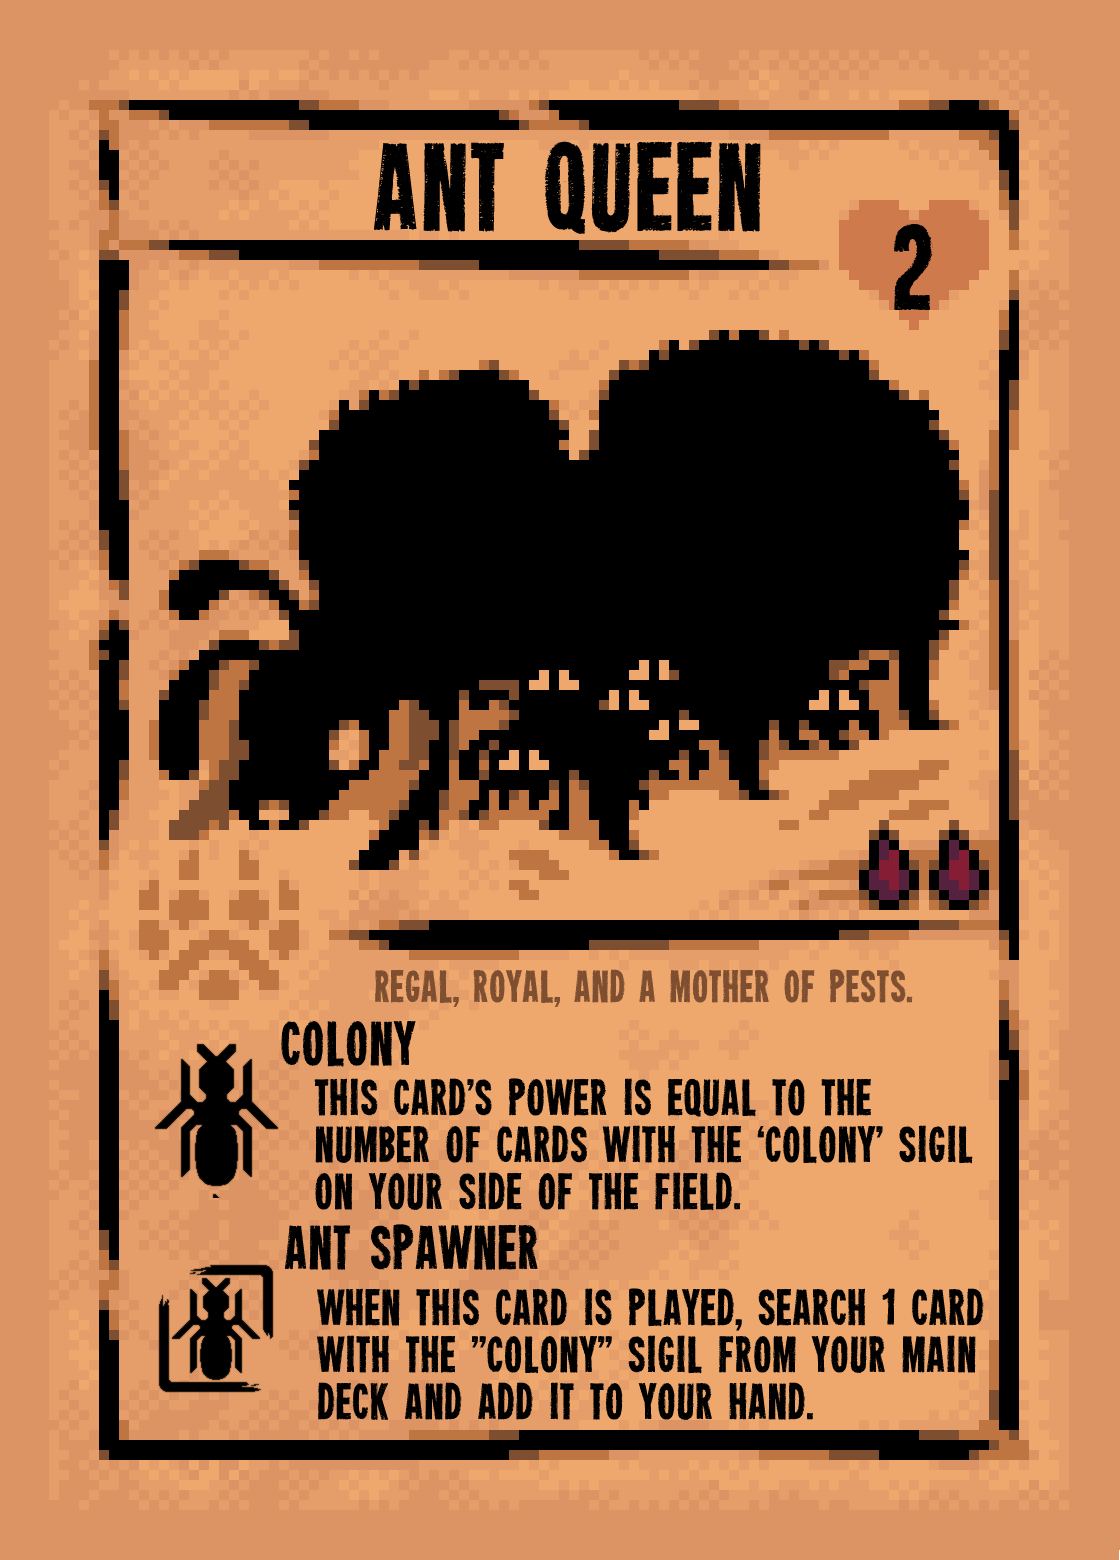 ANT QUEEN
2
REGAL, ROYAL, AND A MOTHER OF PESTS.
COLONY
THIS CARD'S POWER IS EQUAL TO THE
NUMBER OF CARDS WITH THE ‘COLONY’ SIGIL
ON YOUR SIDE OF THE FIELD.
ANT SPAWNER
WHEN THIS CARD IS PLAYED, SEARCH 1 CARD
WITH THE ”COLONY” SIGIL FROM YOUR MAIN
DECK AND ADD IT TO YOUR HAND.